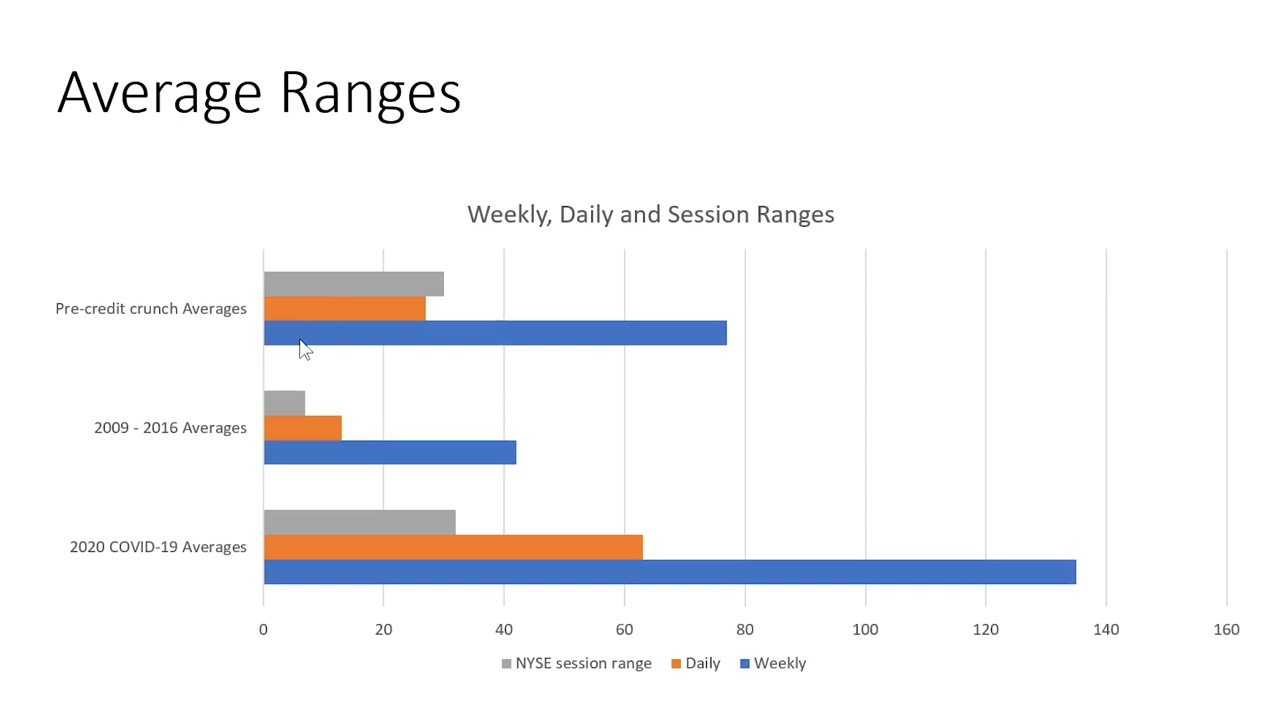 Average Ranges
Weekly, Daily and Session Ranges
Pre-credit crunch Averages
2009 - 2016 Averages
2020 COVID-19 Averages
0 20 40 60 80 100 120 140 160
NYSE session range Daily Weekly